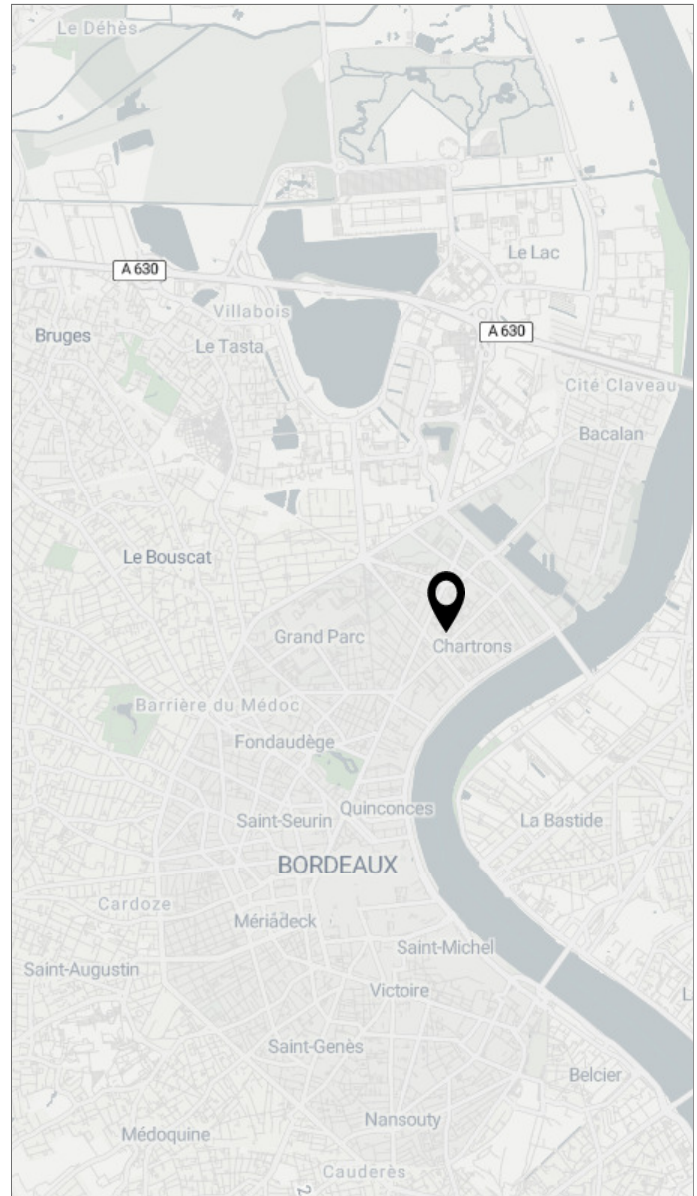 Le Déhès
Le Lac
A 630
Villabois
A 630
Bruges
Le Tasta
Cité Claveau
Bacalan
Le Bouscat
Grand Parc
Chartrons
Barrière du Médoc
Fondaudège
Quinconces
Saint-Seurin
La Bastide
BORDEAUX
Cardoze
Mériadeck
Saint-Michel
Saint-Augustin
Victoire
Saint-Genès
Belcier
Nansouty
Médoquine
Caudérès